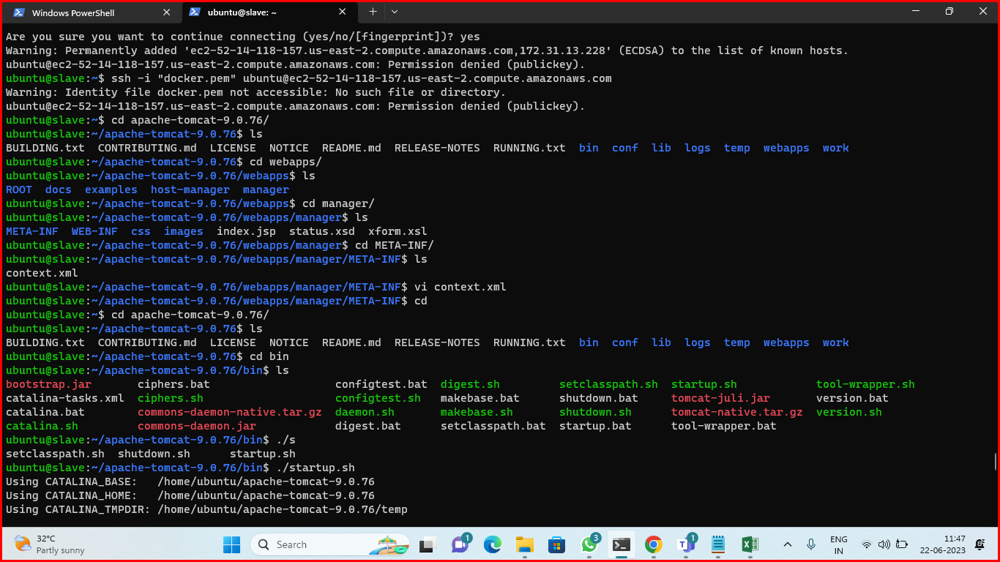 Windows PowerShell
ubuntu@slave: ~
Are you sure you want to continue connecting (yes/no/[fingerprint])? yes
Warning: Permanently added 'ec2-52-14-118-157.us-east-2.compute.amazonaws.com,172.31.13.228' (ECDSA) to the list of known hosts.
ubuntu@ec2-52-14-118-157.us-east-2.compute.amazonaws.com: Permission denied (publickey).
ubuntu@slave:~$ ssh -i "docker.pem" ubuntu@ec2-52-14-118-157.us-east-2.compute.amazonaws.com
Warning: Identity file docker.pem not accessible: No such file or directory.
ubuntu@ec2-52-14-118-157.us-east-2.compute.amazonaws.com: Permission denied (publickey).
ubuntu@slave:~$ cd apache-tomcat-9.0.76/
ubuntu@slave:~/apache-tomcat-9.0.76$ ls
BUILDING.txt  CONTRIBUTING.md  LICENSE  NOTICE  README.md  RELEASE-NOTES  RUNNING.txt  bin  conf  lib  logs  temp  webapps  work
ubuntu@slave:~/apache-tomcat-9.0.76$ cd webapps/
ubuntu@slave:~/apache-tomcat-9.0.76/webapps$ ls
ROOT  docs  examples  host-manager  manager
ubuntu@slave:~/apache-tomcat-9.0.76/webapps$ cd manager/
ubuntu@slave:~/apache-tomcat-9.0.76/webapps/manager$ ls
META-INF  WEB-INF  css  images  index.jsp  status.xsd  xform.xsl
ubuntu@slave:~/apache-tomcat-9.0.76/webapps/manager$ cd META-INF/
ubuntu@slave:~/apache-tomcat-9.0.76/webapps/manager/META-INF$ ls
context.xml
ubuntu@slave:~/apache-tomcat-9.0.76/webapps/manager/META-INF$ vi context.xml
ubuntu@slave:~/apache-tomcat-9.0.76/webapps/manager/META-INF$ cd
ubuntu@slave:~$ cd apache-tomcat-9.0.76/
ubuntu@slave:~/apache-tomcat-9.0.76$ ls
BUILDING.txt  CONTRIBUTING.md  LICENSE  NOTICE  README.md  RELEASE-NOTES  RUNNING.txt  bin  conf  lib  logs  temp  webapps  work
ubuntu@slave:~/apache-tomcat-9.0.76$ cd bin
ubuntu@slave:~/apache-tomcat-9.0.76/bin$ ls
bootstrap.jar       ciphers.bat                   configtest.bat  digest.sh         setclasspath.sh  startup.sh            tool-wrapper.sh
catalina-tasks.xml  ciphers.sh                    configtest.sh   makebase.bat      shutdown.bat     tomcat-juli.jar       version.bat
catalina.bat        commons-daemon-native.tar.gz  daemon.sh       makebase.sh       shutdown.sh      tomcat-native.tar.gz  version.sh
catalina.sh         commons-daemon.jar            digest.bat      setclasspath.bat  startup.bat      tool-wrapper.bat
ubuntu@slave:~/apache-tomcat-9.0.76/bin$ ./s
setclasspath.sh  shutdown.sh      startup.sh
ubuntu@slave:~/apache-tomcat-9.0.76/bin$ ./startup.sh
Using CATALINA_BASE:   /home/ubuntu/apache-tomcat-9.0.76
Using CATALINA_HOME:   /home/ubuntu/apache-tomcat-9.0.76
Using CATALINA_TMPDIR: /home/ubuntu/apache-tomcat-9.0.76/temp
32°C
Partly sunny
Search
1
3
1
ENG
IN
11:47
22-06-2023